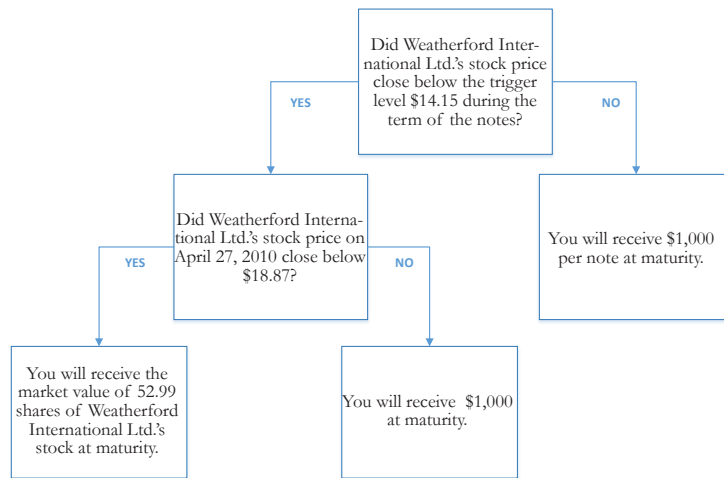 Did Weatherford Inter-
national Ltd.'s stock price
close below the trigger
level $14.15 during the
term of the notes?
YES
NO
Did Weatherford Interna-
tional Ltd.'s stock price on
April 27, 2010 close below
$18.87?
You will receive $1,000
per note at maturity.
YES
NO
You will receive the
market value of 52.99
shares of Weatherford
International Ltd.'s
stock at maturity.
You will receive $1,000
at maturity.